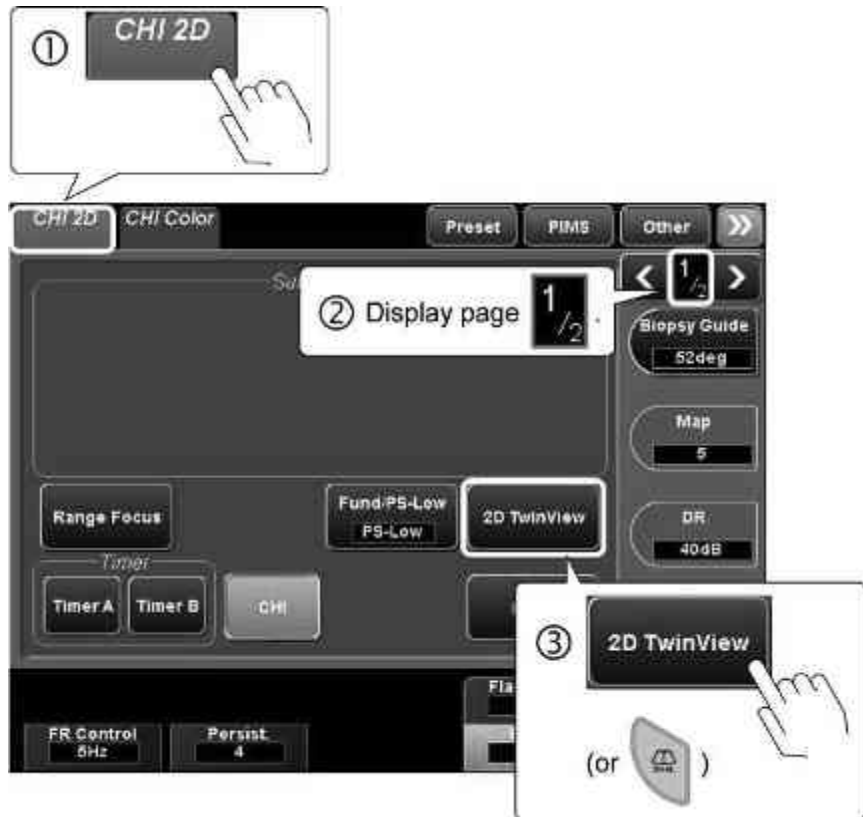 ① CHI 2D
CHI 2D CHI Color Preset PIMS Other
② Display page 1/2 .
1/2
Biopsy Guide
52deg
Map
5
Range Focus
Fund/PS-Low
PS-Low
2D TwinView
DR
40dB
Timer
Timer A Timer B CHI
③ 2D TwinView
(or )
FR Control
5Hz
Persist.
4